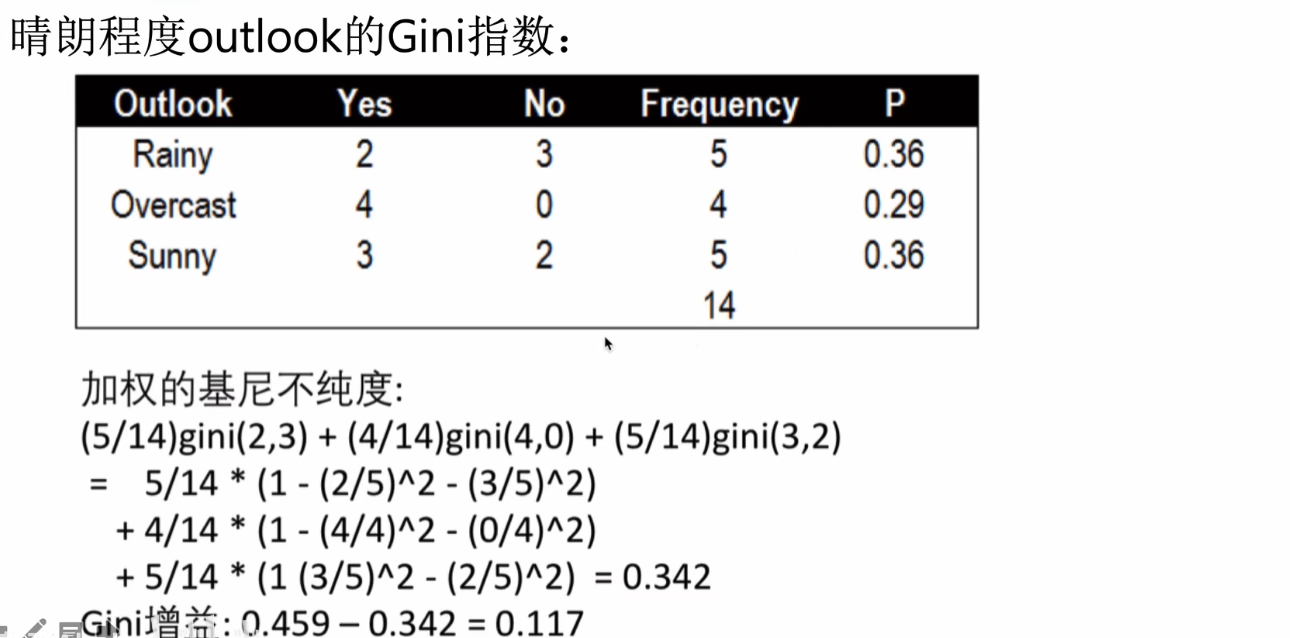 晴朗程度outlook的Gini指数：
Outlook Yes No Frequency P
Rainy 2 3 5 0.36
Overcast 4 0 4 0.29
Sunny 3 2 5 0.36
14
加权的基尼不纯度:
(5/14)gini(2,3) + (4/14)gini(4,0) + (5/14)gini(3,2)
= 5/14 * (1 - (2/5)^2 - (3/5)^2)
+ 4/14 * (1 - (4/4)^2 - (0/4)^2)
+ 5/14 * (1 (3/5)^2 - (2/5)^2) = 0.342
Gini增益: 0.459 – 0.342 = 0.117